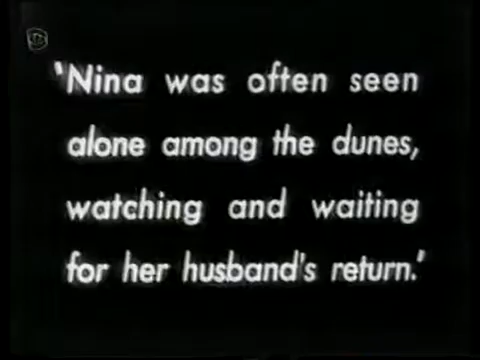 'Nina was often seen
alone among the dunes,
watching and waiting
for her husband's return.'